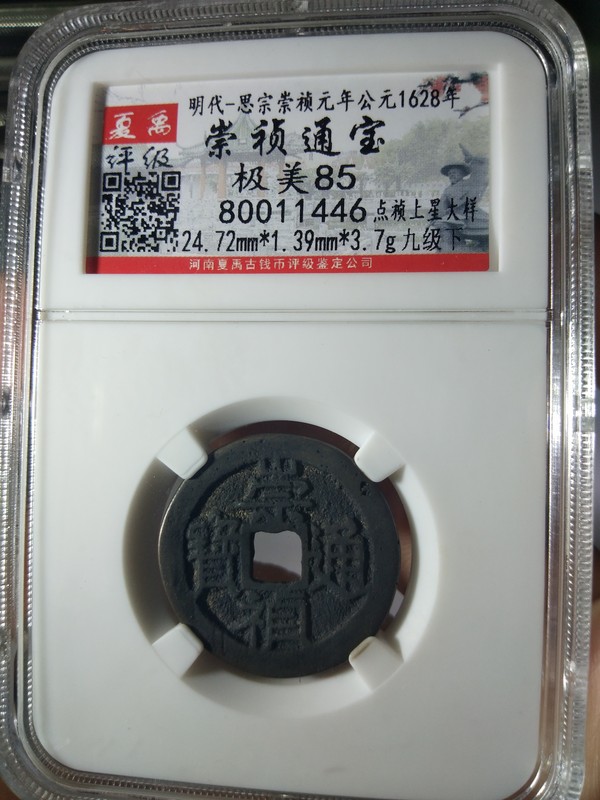 明代-思宗崇祯元年公元1628年
夏禹
评级
崇祯通宝
极美85
80011446 点祯上星大样
24.72mm*1.39mm*3.7g 九级下
河南夏禹古钱币评级鉴定公司
崇禎通寶